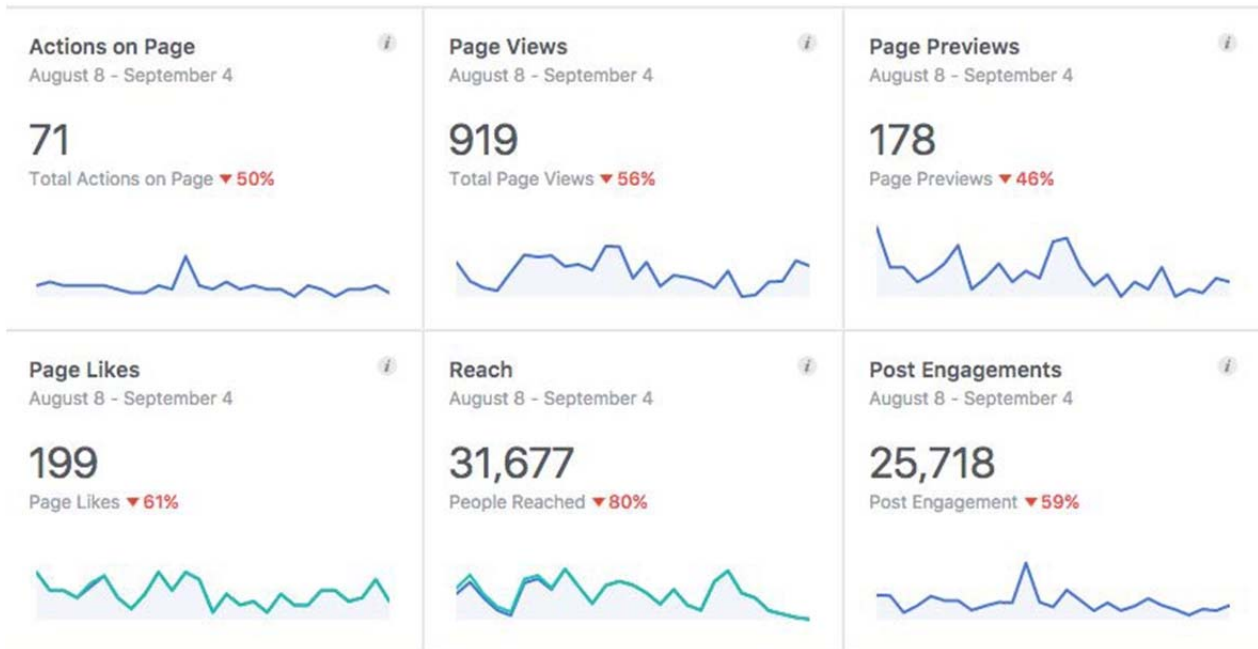 Actions on Page
August 8 - September 4
71
Total Actions on Page ▼ 50%
Page Views
August 8 - September 4
919
Total Page Views ▼ 56%
Page Previews
August 8 - September 4
178
Page Previews ▼ 46%
Page Likes
August 8 - September 4
199
Page Likes ▼ 61%
Reach
August 8 - September 4
31,677
People Reached ▼ 80%
Post Engagements
August 8 - September 4
25,718
Post Engagement ▼ 59%